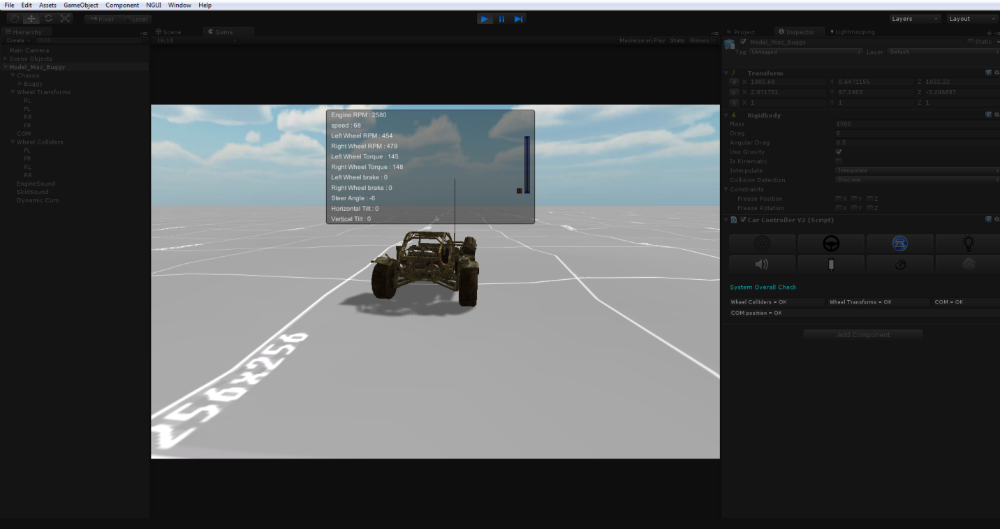 File Edit Assets GameObject Component NGUI Window Help
Pivot Local Layers Layout
Hierarchy
Create All
Main Camera
Scene Objects
Model_Misc_Buggy
Chassis
Buggy
Wheel Transforms
RL
FL
RR
FR
COM
Wheel Colliders
FL
FR
RL
RR
EngineSound
SkidSound
Dynamic Com
Scene Game
16:10 Maximize on Play Stats Gizmos
Engine RPM : 2580
speed : 68
Left Wheel RPM : 454
Right Wheel RPM : 479
Left Wheel Torque : 145
Right Wheel Torque : 148
Left Wheel brake : 0
Right Wheel brake : 0
Steer Angle : -6
Horizontal Tilt : 0
Vertical Tilt : 0
256x256
Project Inspector Lightmapping
Model_Misc_Buggy Static
Tag Untagged Layer Default
Transform
P X 1085.68 Y 0.6471155 Z 1032.22
R X 2.071751 Y 97.1983 Z -3.246887
S X 1 Y 1 Z 1
Rigidbody
Mass 1500
Drag 0
Angular Drag 0.5
Use Gravity
Is Kinematic
Interpolate Interpolate
Collision Detection Discrete
Constraints
Freeze Position X Y Z
Freeze Rotation X Y Z
Car Controller V2 (Script)
System Overall Check
Wheel Colliders = OK Wheel Transforms = OK COM = OK
COM position = OK
Add Component